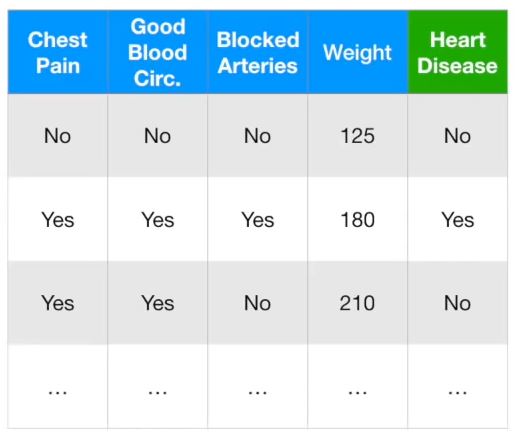 Chest Pain | Good Blood Circ. | Blocked Arteries | Weight | Heart Disease
No | No | No | 125 | No
Yes | Yes | Yes | 180 | Yes
Yes | Yes | No | 210 | No
... | ... | ... | ... | ...